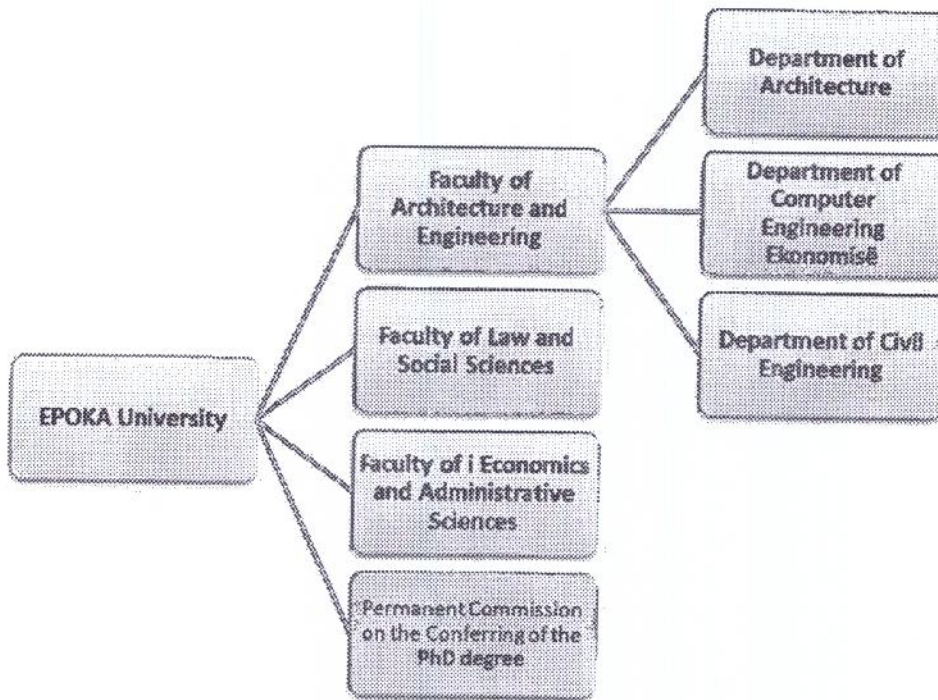 Department of
Architecture
Faculty of
Architecture and
Engineering
Department of
Computer
Engineering
Ekonomisë
Faculty of Law and
Social Sciences
Department of Civil
Engineering
EPOKA University
Faculty of i Economics
and Administrative
Sciences
Permanent Commission
on the Conferring of the
PhD degree